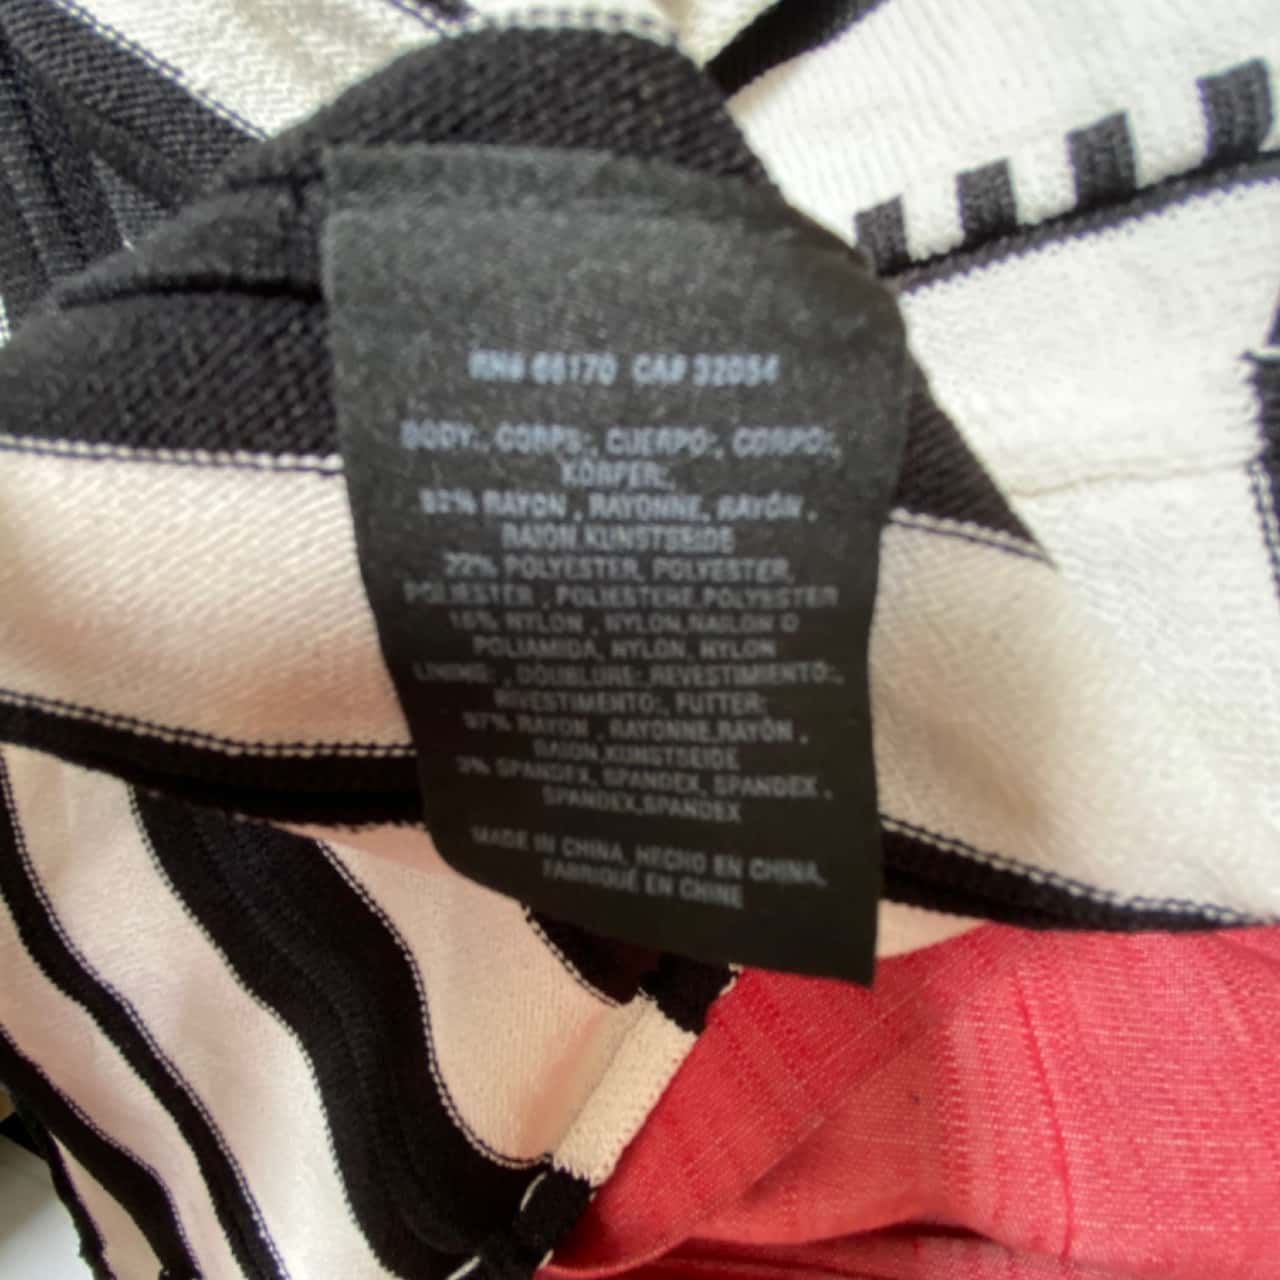 RN# 66170 CA# 32054
BODY:, CORPS:, CUERPO:, CORPO:,
KÖRPER:,
RAYON , RAYONNE, RAYÓN ,
RAION,KUNSTSEIDE
22% POLYESTER, POLYESTER,
POLIESTER , POLIESTERE,POLYESTER
16% NYLON , NYLON,NAILON O
POLIAMIDA, NYLON, NYLON
LINING: , DOUBLURE:,REVESTIMIENTO:,
RIVESTIMENTO:, FUTTER:
97% RAYON , RAYONNE,RAYÓN ,
RAION,KUNSTSEIDE
3% SPANDEX, SPANDEX, SPANDEX ,
SPANDEX,SPANDEX
MADE IN CHINA, HECHO EN CHINA,
FABRIQUÉ EN CHINE